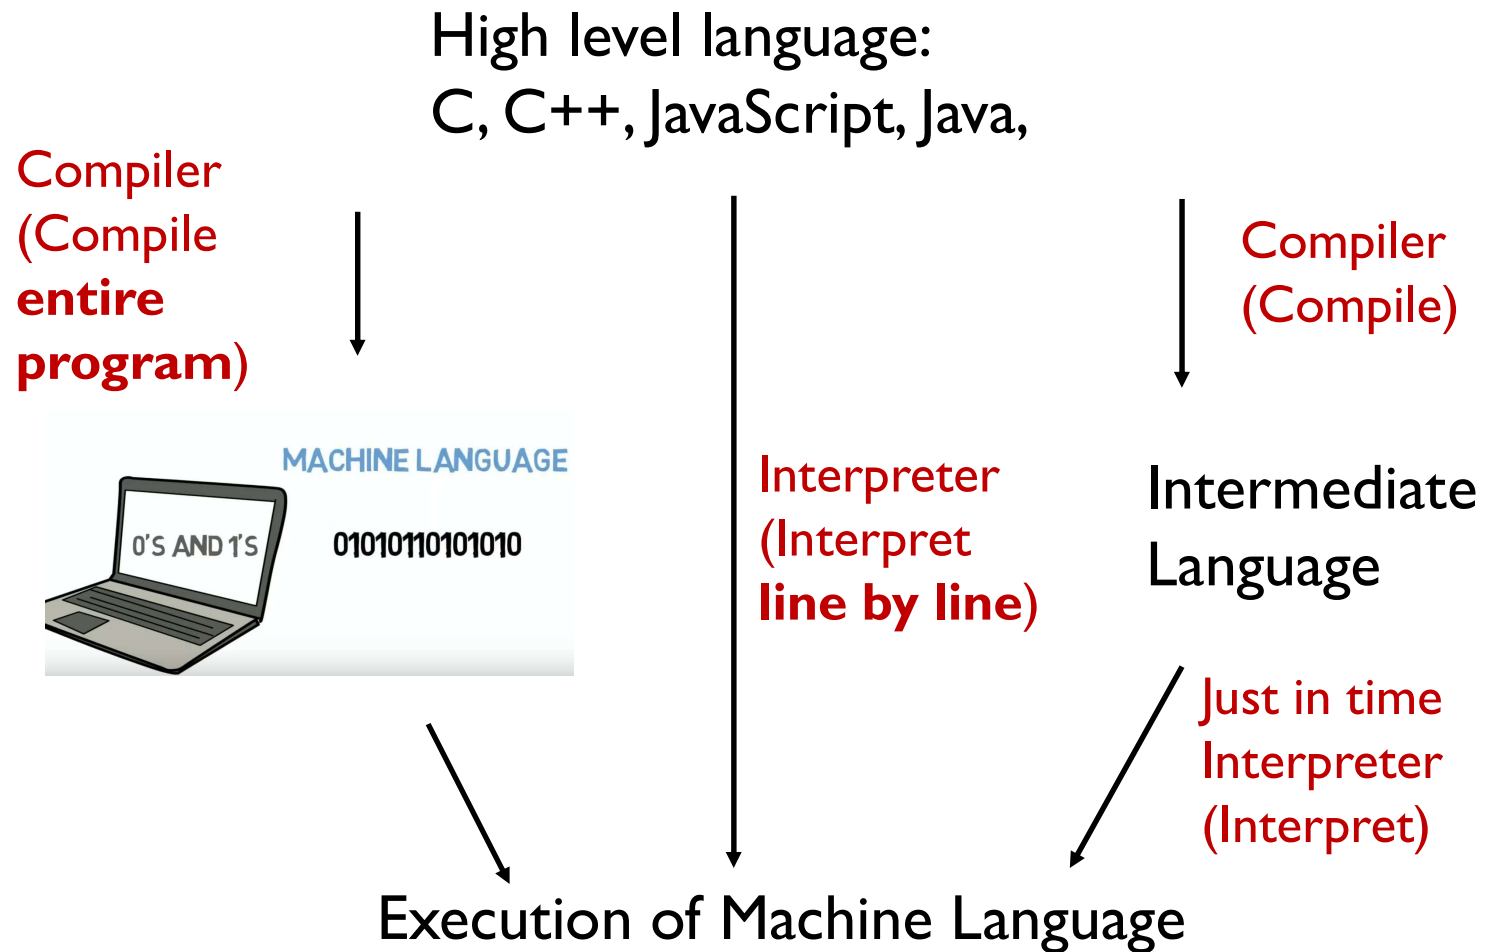 High level language:
C, C++, JavaScript, Java,
Compiler
(Compile
entire
program)
MACHINE LANGUAGE
0'S AND 1'S
01010110101010
Interpreter
(Interpret
line by line)
Compiler
(Compile)
Intermediate
Language
Just in time
Interpreter
(Interpret)
Execution of Machine Language